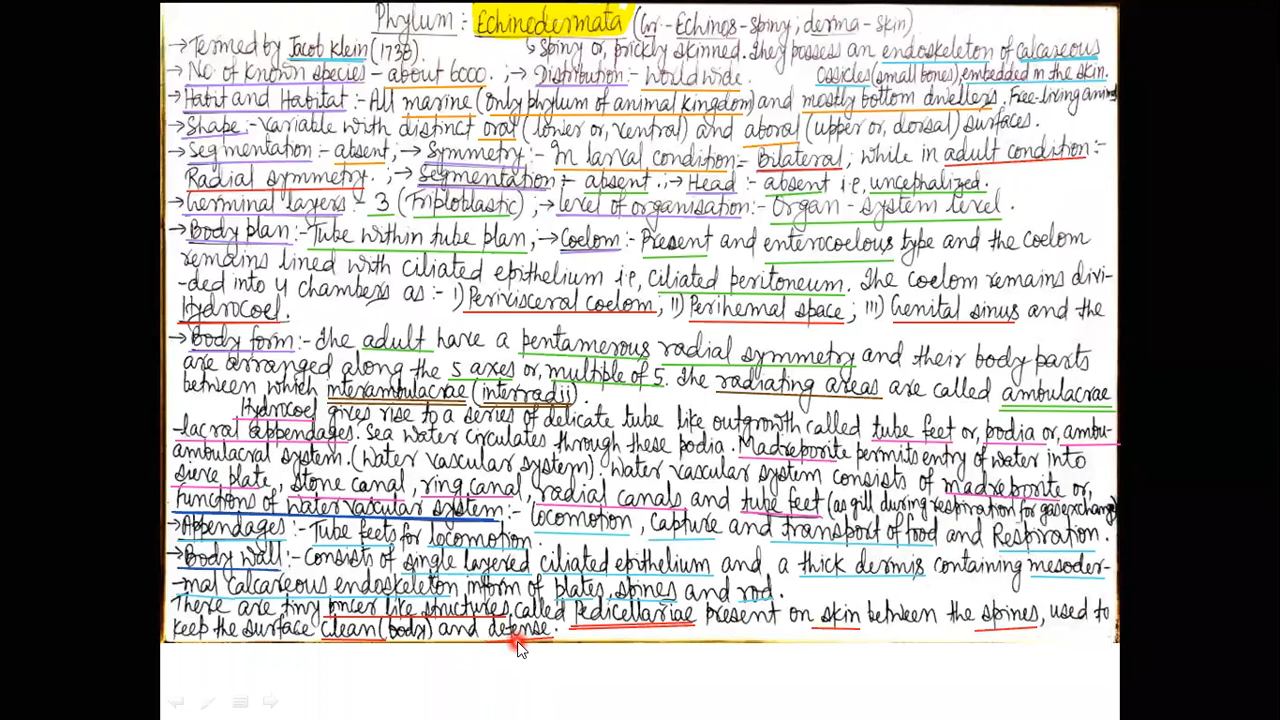 Phylum:- Echinodermata (Gr.-Echinos-spiny; derma-skin)
→Termed by Jacob Klein (1738). ↳Spiny or, prickly skinned. They possess an endoskeleton of calcareous
→No. of known species - about 6000. ;→ Distribution:- worldwide. Ossicles (small bones), embedded in the skin.
→Habit and Habitat:- All marine (only phylum of animal kingdom) and mostly bottom dwellers. Free-living animal
→Shape:- variable with distinct oral (lower or, ventral) and aboral (upper or, dorsal) surfaces.
→Segmentation:- absent, ;→ Symmetry:- In larval condition:- Bilateral; while in adult condition:-
Radial symmetry. ;→ Segmentation:- absent. ;→ Head:- absent i.e, uncephalized.
→Germinal layers:- 3 (Triploblastic) ;→ Level of organisation:- Organ-system level.
→Body plan:- Tube within tube plan, ;→ Coelom:- Present and enterocoelous type and the coelom
remains lined with ciliated epithelium i.e, ciliated peritoneum. The coelom remains divi-
-ded into 4 chambers as:- i) Perivisceral coelom; ii) Perihemal space; iii) Genital sinus and the
Hydrocoel.
→Body form:- The adult have a pentamerous radial symmetry and their body parts
are arranged along the 5 axes or, multiple of 5. The radiating areas are called ambulacrae
between which interambulacrae (interradii).
Hydrocoel gives rise to a series of delicate tube like outgrowth called tube feet or, podia or, ambu-
-lacral appendages. Sea water circulates through these podia. Madreporite permits entry of water into
ambulacral system. (water vascular system). Water vascular system consists of madreporite or,
sieve plate, stone canal, ring canal, radial canals and tube feet (as gill during respiration for gas exchange)
functions of water vascular system:- locomotion, capture and transport of food and Respiration.
→Appendages:- Tube feets for locomotion.
→Body wall:- consists of single layered ciliated epithelium and a thick dermis containing mesoder-
-mal calcareous endoskeleton inform of plates, spines and rod.
There are tiny pincer like structures, called Pedicellariae present on skin between the spines, used to
keep the surface clean (body) and defense.